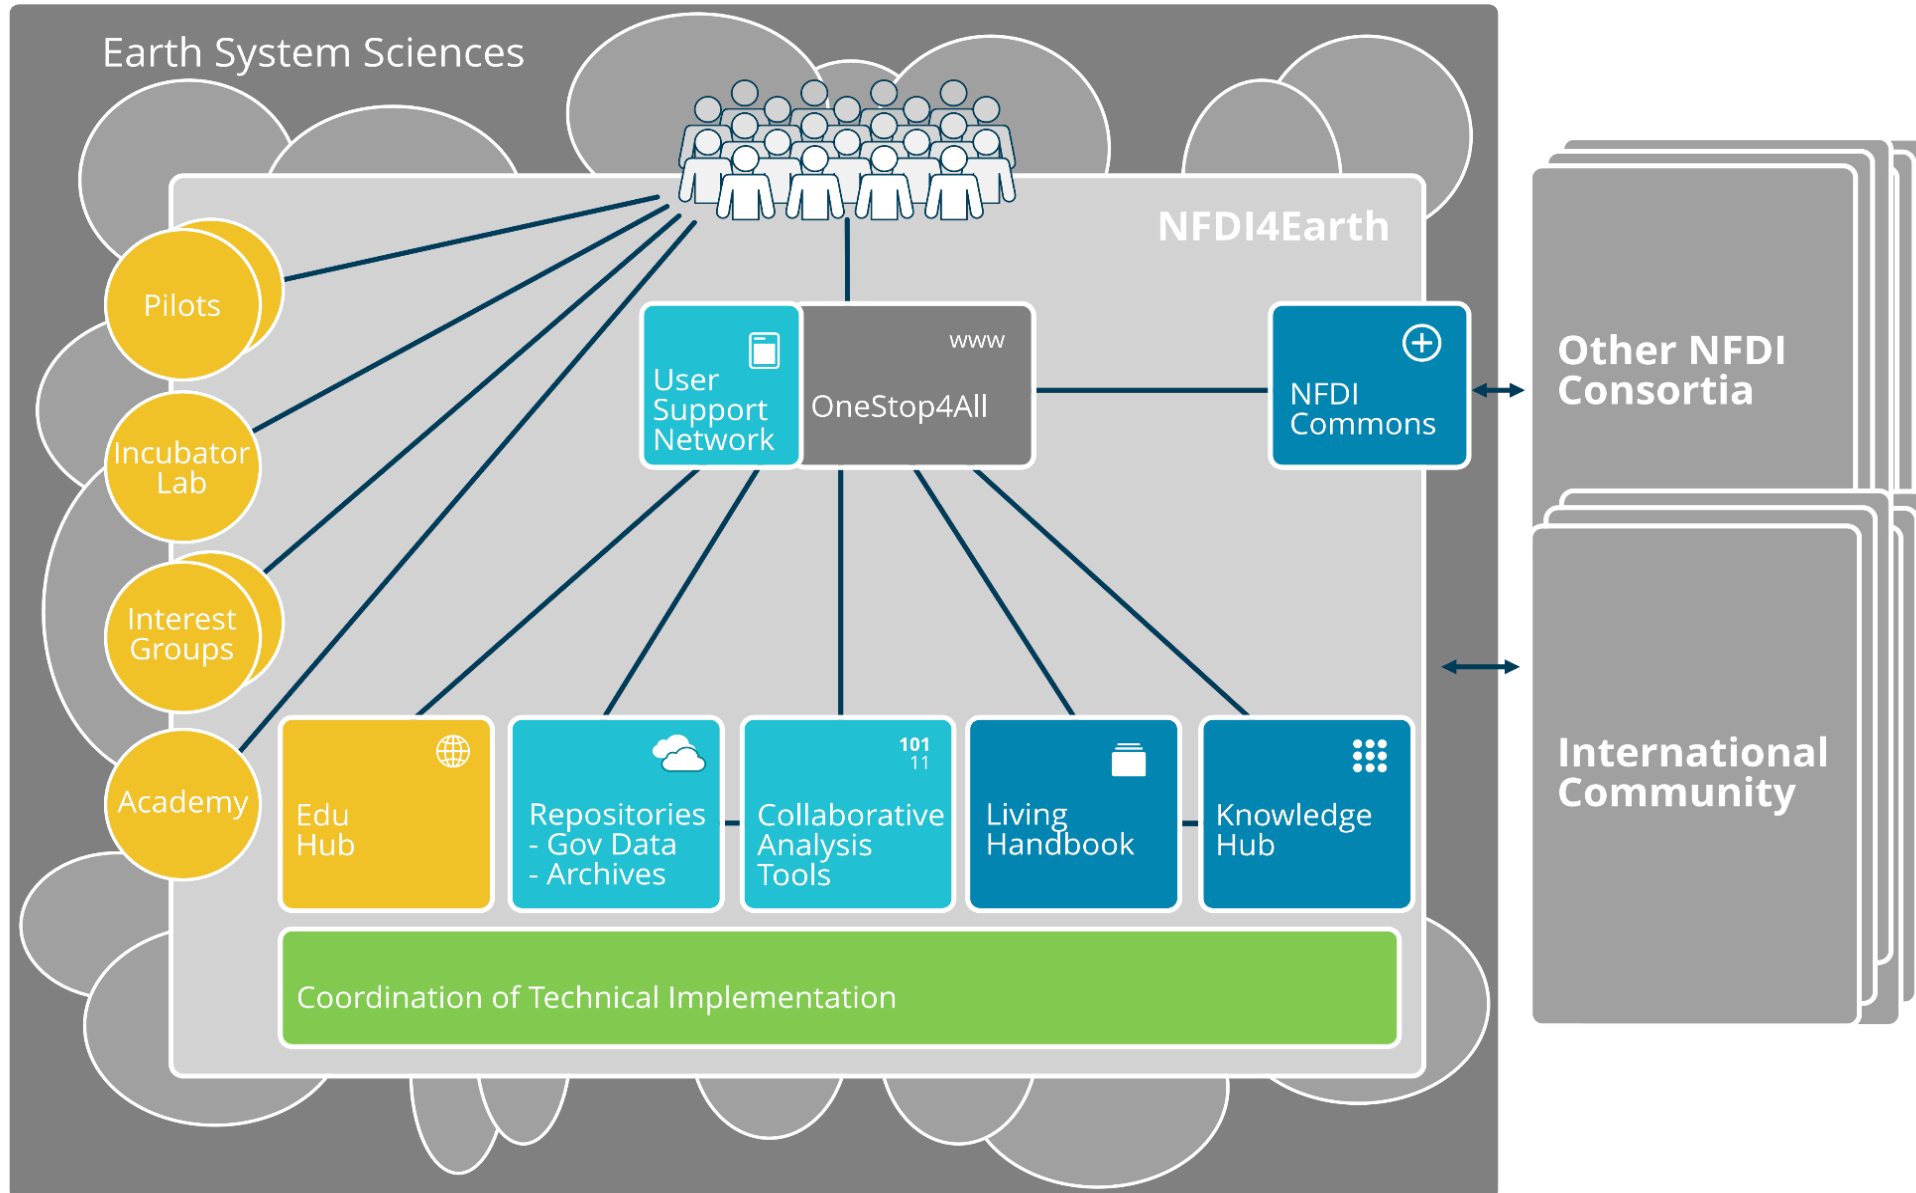 Earth System Sciences
NFDI4Earth
Pilots
Incubator
Lab
Interest
Groups
Academy
User
Support
Network
www
OneStop4All
NFDI
Commons
Other NFDI
Consortia
International
Community
Edu
Hub
Repositories
- Gov Data
- Archives
101
11
Collaborative
Analysis
Tools
Living
Handbook
Knowledge
Hub
Coordination of Technical Implementation